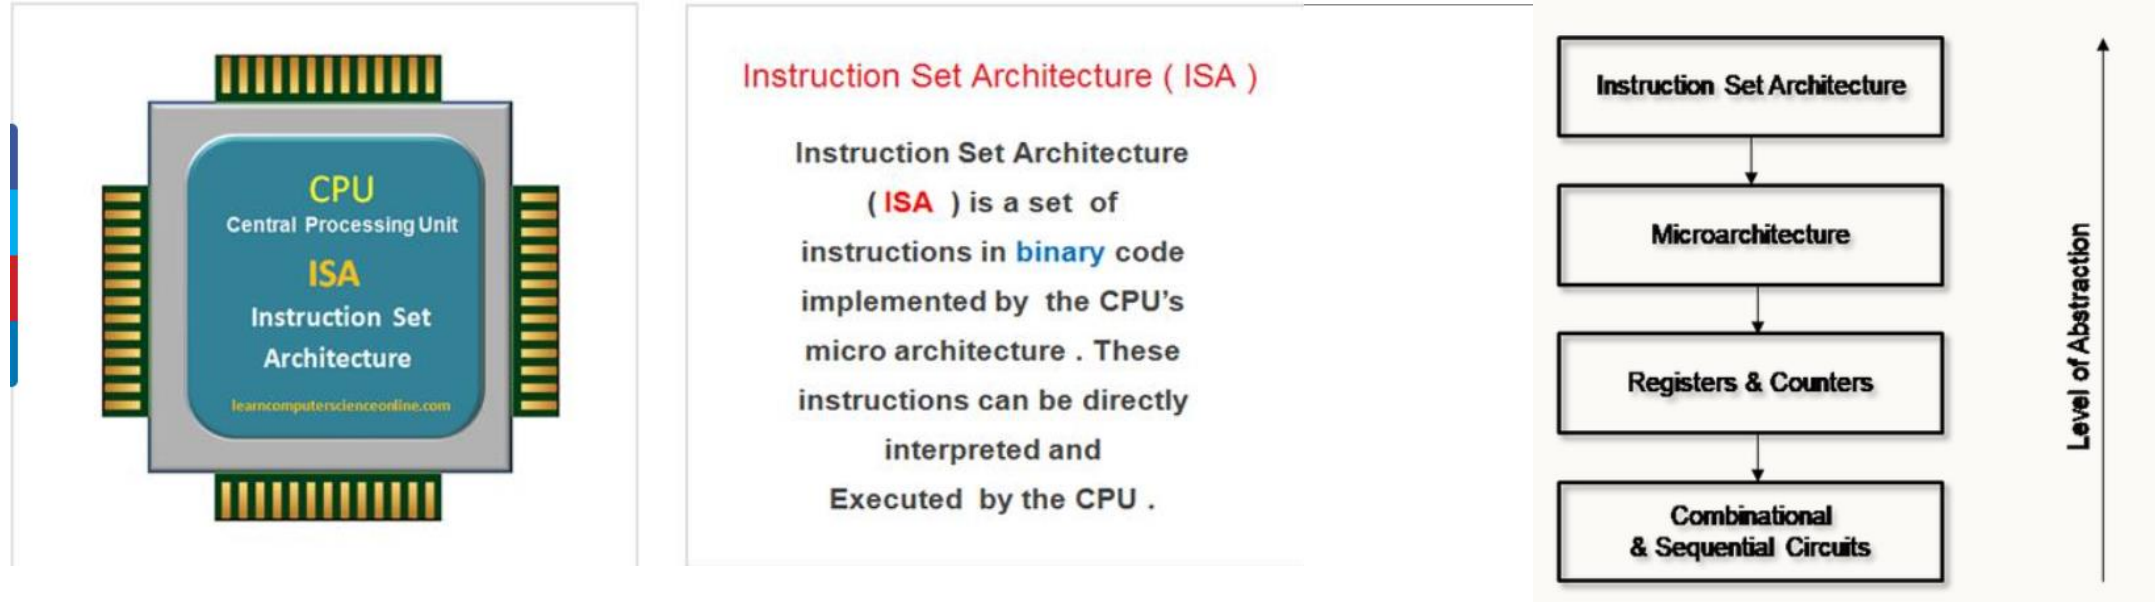 CPU
Central Processing Unit
ISA
Instruction Set
Architecture
learncomputerscienceonline.com
Instruction Set Architecture ( ISA )
Instruction Set Architecture
( ISA ) is a set of
instructions in binary code
implemented by the CPU's
micro architecture . These
instructions can be directly
interpreted and
Executed by the CPU .
Instruction Set Architecture
Microarchitecture
Registers & Counters
Combinational
& Sequential Circuits
Level of Abstraction